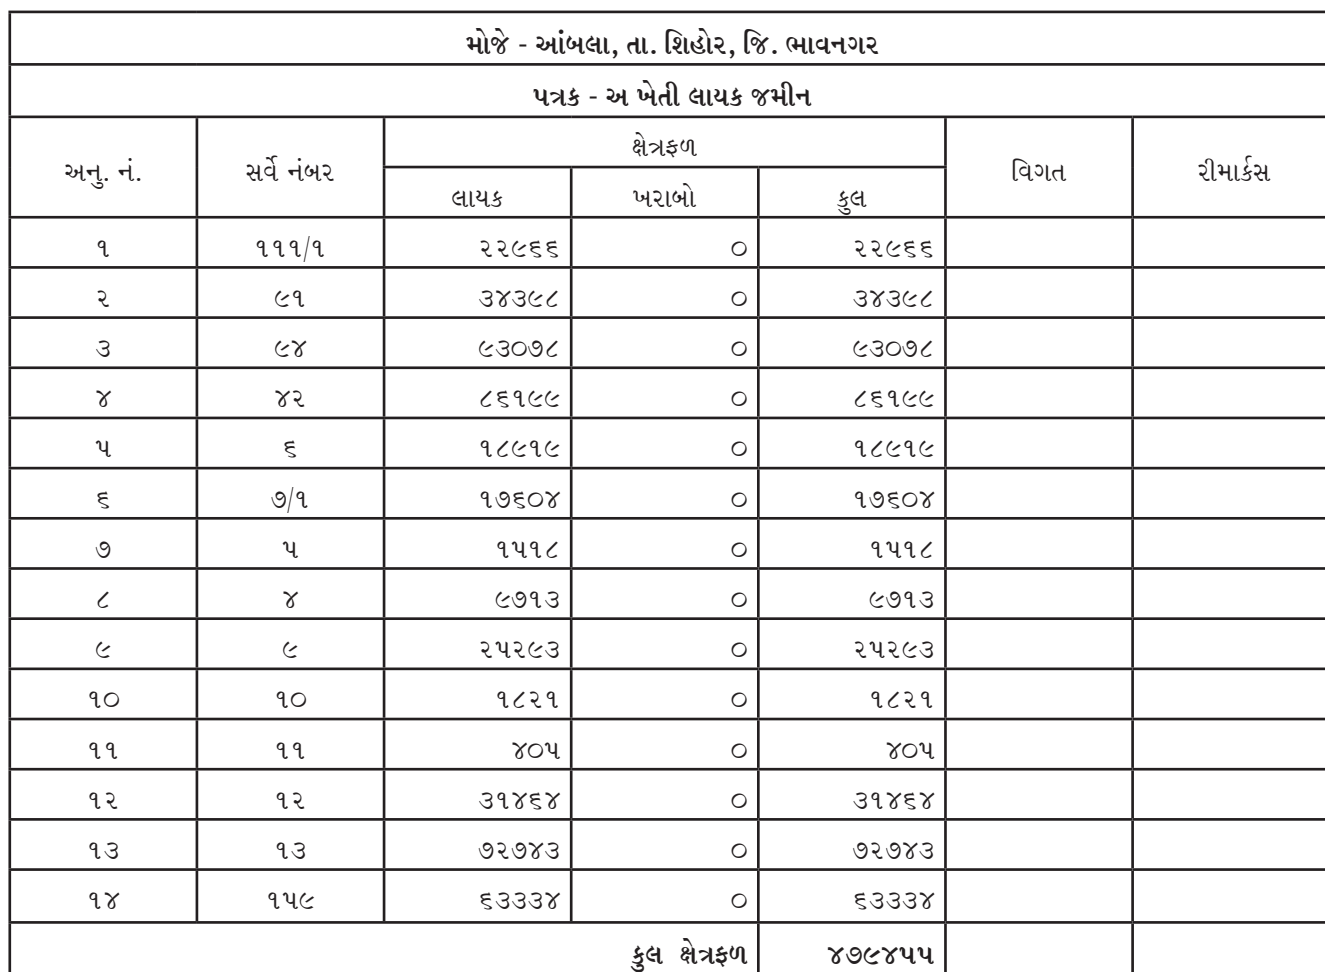 મોજે - આંબલા, તા. શિહોર, જિ. ભાવનગર
પત્રક - અ ખેતી લાયક જમીન
અનુ. નં. સર્વે નંબર ક્ષેત્રફળ વિગત રીમાર્કસ
લાયક ખરાબો કુલ
૧ ૧૧૧/૧ ૨૨૯૬૬ ૦ ૨૨૯૬૬
૨ ૯૧ ૩૪૩૯૮ ૦ ૩૪૩૯૮
૩ ૯૪ ૯૩૦૭૮ ૦ ૯૩૦૭૮
૪ ૪૨ ૮૬૧૯૯ ૦ ૮૬૧૯૯
૫ ૬ ૧૮૯૧૯ ૦ ૧૮૯૧૯
૬ ૭/૧ ૧૭૬૦૪ ૦ ૧૭૬૦૪
૭ ૫ ૧૫૧૮ ૦ ૧૫૧૮
૮ ૪ ૯૭૧૩ ૦ ૯૭૧૩
૯ ૯ ૨૫૨૯૩ ૦ ૨૫૨૯૩
૧૦ ૧૦ ૧૮૨૧ ૦ ૧૮૨૧
૧૧ ૧૧ ૪૦૫ ૦ ૪૦૫
૧૨ ૧૨ ૩૧૪૬૪ ૦ ૩૧૪૬૪
૧૩ ૧૩ ૭૨૭૪૩ ૦ ૭૨૭૪૩
૧૪ ૧૫૯ ૬૩૩૩૪ ૦ ૬૩૩૩૪
કુલ ક્ષેત્રફળ ૪૭૯૪૫૫